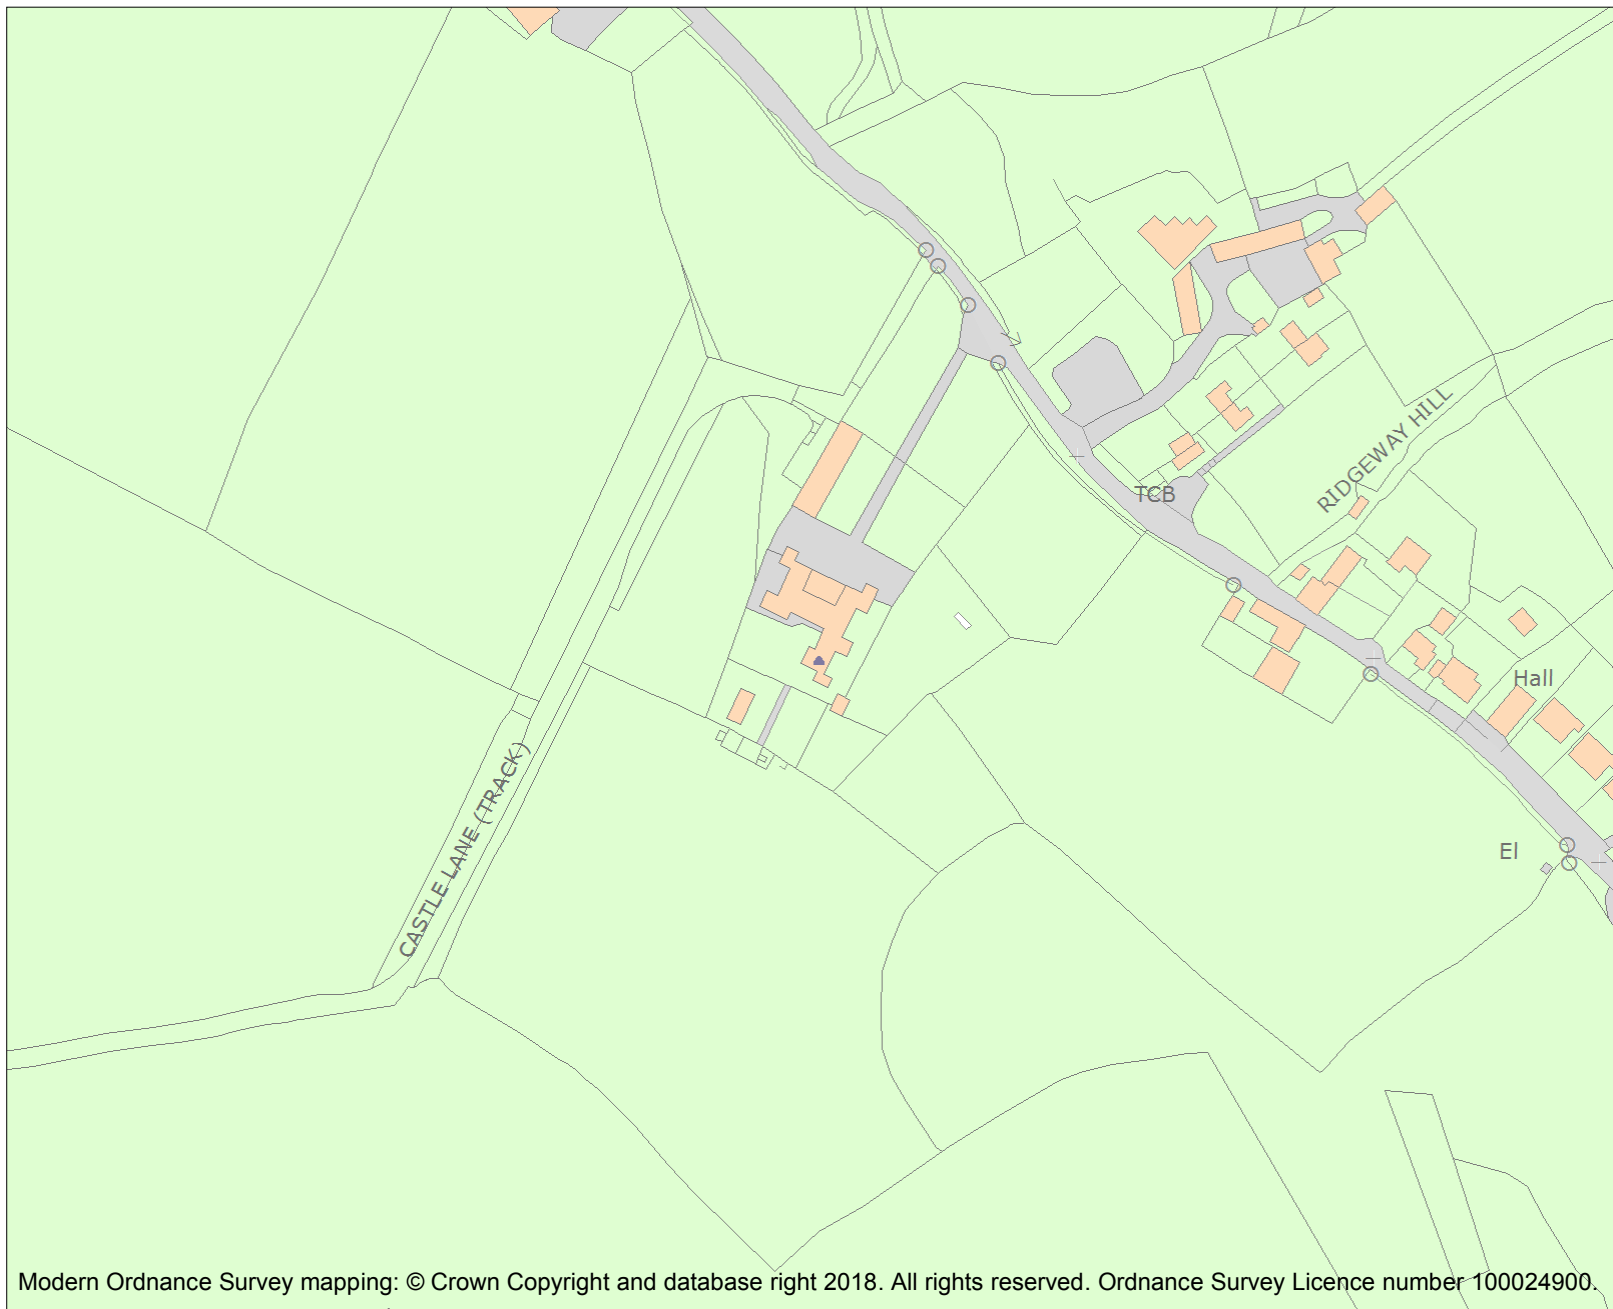 RIDGEWAY HILL
TCB
Hall
CASTLE LANE (TRACK)
El
Modern Ordnance Survey mapping: © Crown Copyright and database right 2018. All rights reserved. Ordnance Survey Licence number 100024900.